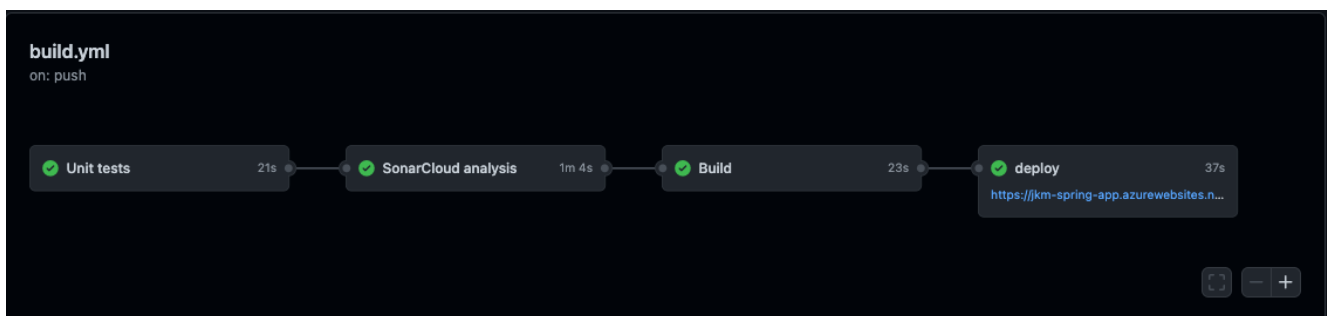 build.yml
on: push
Unit tests 21s
SonarCloud analysis 1m 4s
Build 23s
deploy 37s
https://jkm-spring-app.azurewebsites.n...